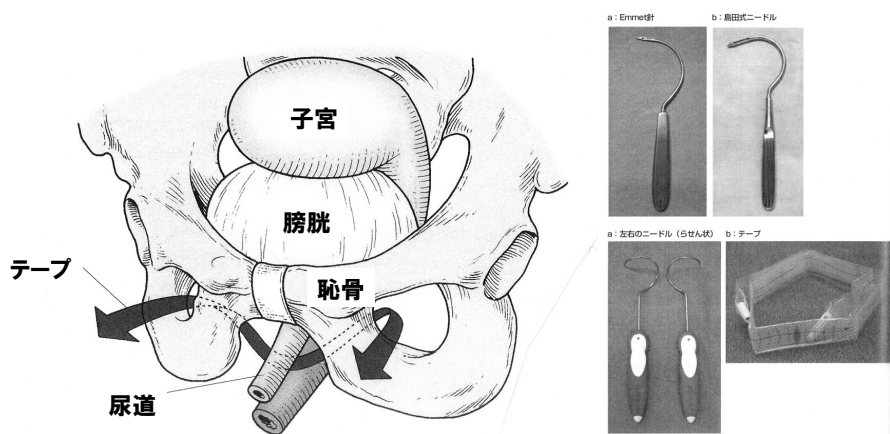 子宮
膀胱
恥骨
テープ
尿道
a：Emmet針
b：島田式ニードル
a：左右のニードル（らせん状）
b：テープ